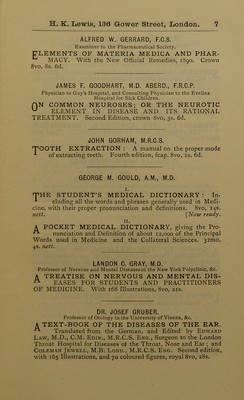 H. K. Lewis, 136 Gower Street, London. 7
ALFRED W. GERRARD, F.C.S.
Examiner to the Pharmaceutical Society.
ELEMENTS OF MATERIA MEDICA AND PHAR-
MACY. With the New Official Remedies, 1890. Crown
8vo, 8s. 6d.
JAMES F. GOODHART, M.D. ABERD., F.R.C.P.
Physician to Guy's Hospital, and Consulting Physician to the Evelina
Hospital for Sick Children.
ON COMMON NEUROSES; OR THE NEUROTIC
ELEMENT IN DISEASE AND ITS RATIONAL
TREATMENT. Second Edition, crown 8vo, 3s. 6d.
JOHN GORHAM, M.R.C.S.
TOOTH EXTRACTION: A manual on the proper mode
of extracting teeth. Fourth edition, fcap. 8vo, 1s. 6d.
GEORGE M. GOULD, A.M., M.D.
I.
THE STUDENT'S MEDICAL DICTIONARY: In-
cluding all the words and phrases generally used in Medi-
cine, with their proper pronunciation and definitions. 8vo, 14s.
nett. [Now ready.
II.
A POCKET MEDICAL DICTIONARY, giving the Pro-
nunciation and Definition of about 12,000 of the Principal
Words used in Medicine and the Collateral Sciences. 32mo,
4s. nett.
LANDON C. GRAY, M.D.
Professor of Nervous and Mental Diseases in the New York Polyclinic, &c.
A TREATISE ON NERVOUS AND MENTAL DIS-
EASES FOR STUDENTS AND PRACTITIONERS
OF MEDICINE. With 168 Illustrations, 8vo, 21s.
DR. JOSEF GRUBER.
Professor of Otology in the University of Vienna, &c.
A TEXT-BOOK OF THE DISEASES OF THE EAR.
Translated from the German, and Edited by EDWARD
LAW, M.D., C.M. EDIN., M.R.C.S. ENG., Surgeon to the London
Throat Hospital for Diseases of the Throat, Nose and Ear; and
COLEMAN JEWELL, M.B. LOND., M.R.C.S. ENG. Second edition,
with 165 Illustrations, and 70 coloured figures, royal 8vo, 28s.